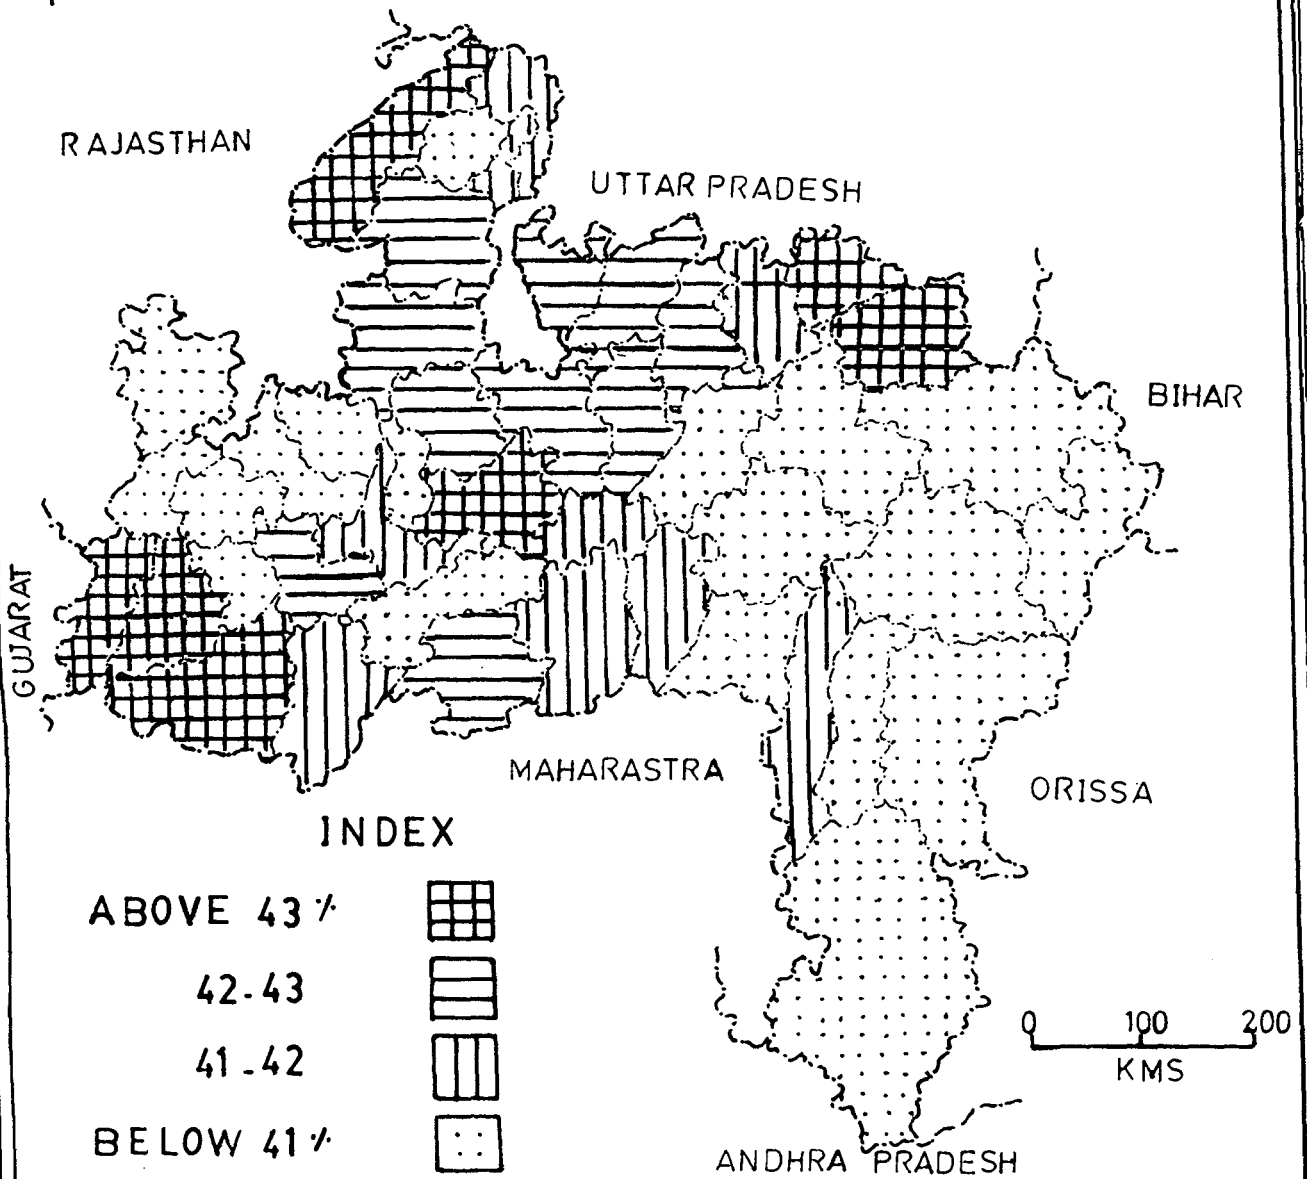 RAJASTHAN
UTTAR PRADESH
BIHAR
GUJARAT
MAHARASTRA
ORISSA
INDEX
ABOVE 43%
42-43
41-42
BELOW 41%
0 100 200
KMS
ANDHRA PRADESH